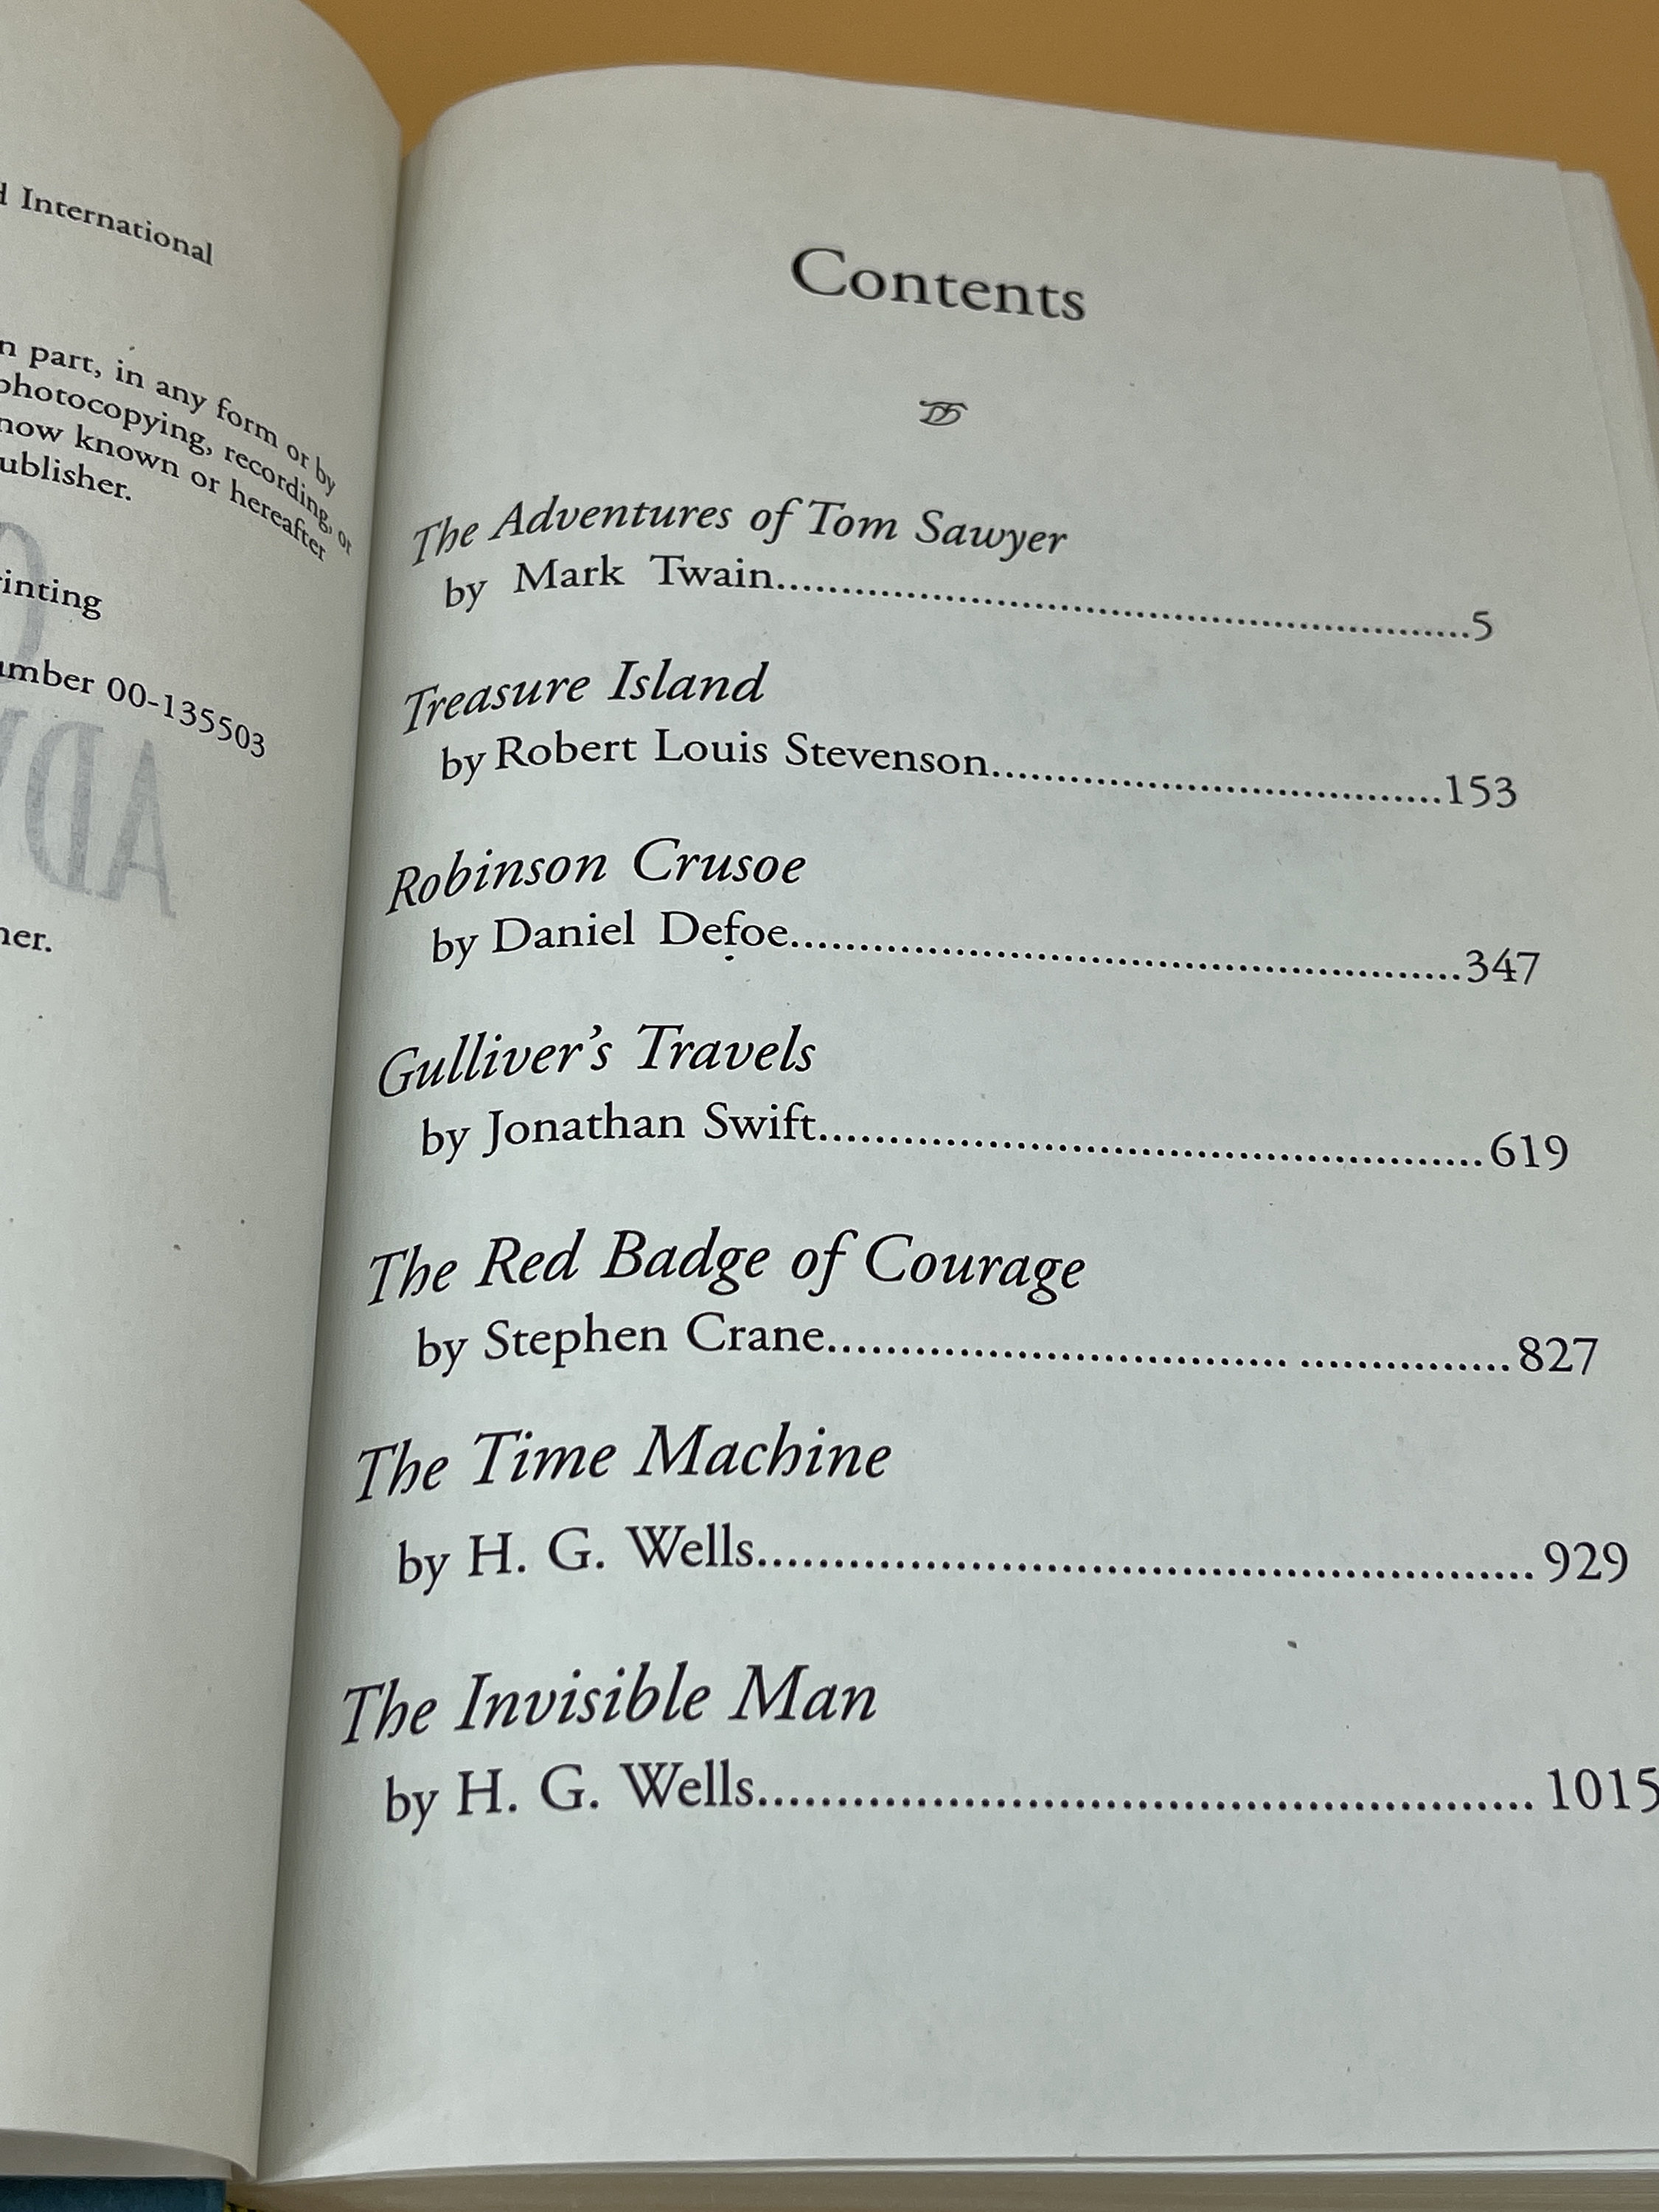 International
n part, in any form or by
photocopying, recording, or
now known or hereafter
ublisher.
inting
umber 00-135503
her.
Contents
The Adventures of Tom Sawyer
by Mark Twain..........................................................5
Treasure Island
by Robert Louis Stevenson.....................................153
Robinson Crusoe
by Daniel Defoe....................................................347
Gulliver's Travels
by Jonathan Swift..................................................619
The Red Badge of Courage
by Stephen Crane.................................. ...............827
The Time Machine
by H. G. Wells......................................................929
The Invisible Man
by H. G. Wells......................................................1015